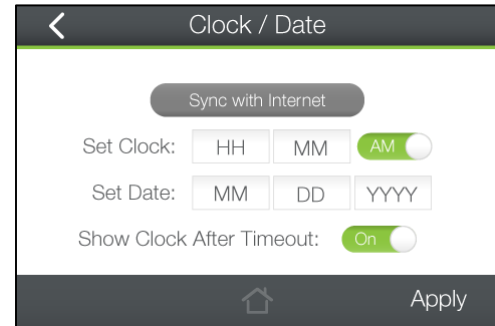 Clock / Date
Sync with Internet
Set Clock: HH MM AM
Set Date: MM DD YYYY
Show Clock After Timeout: On
Apply